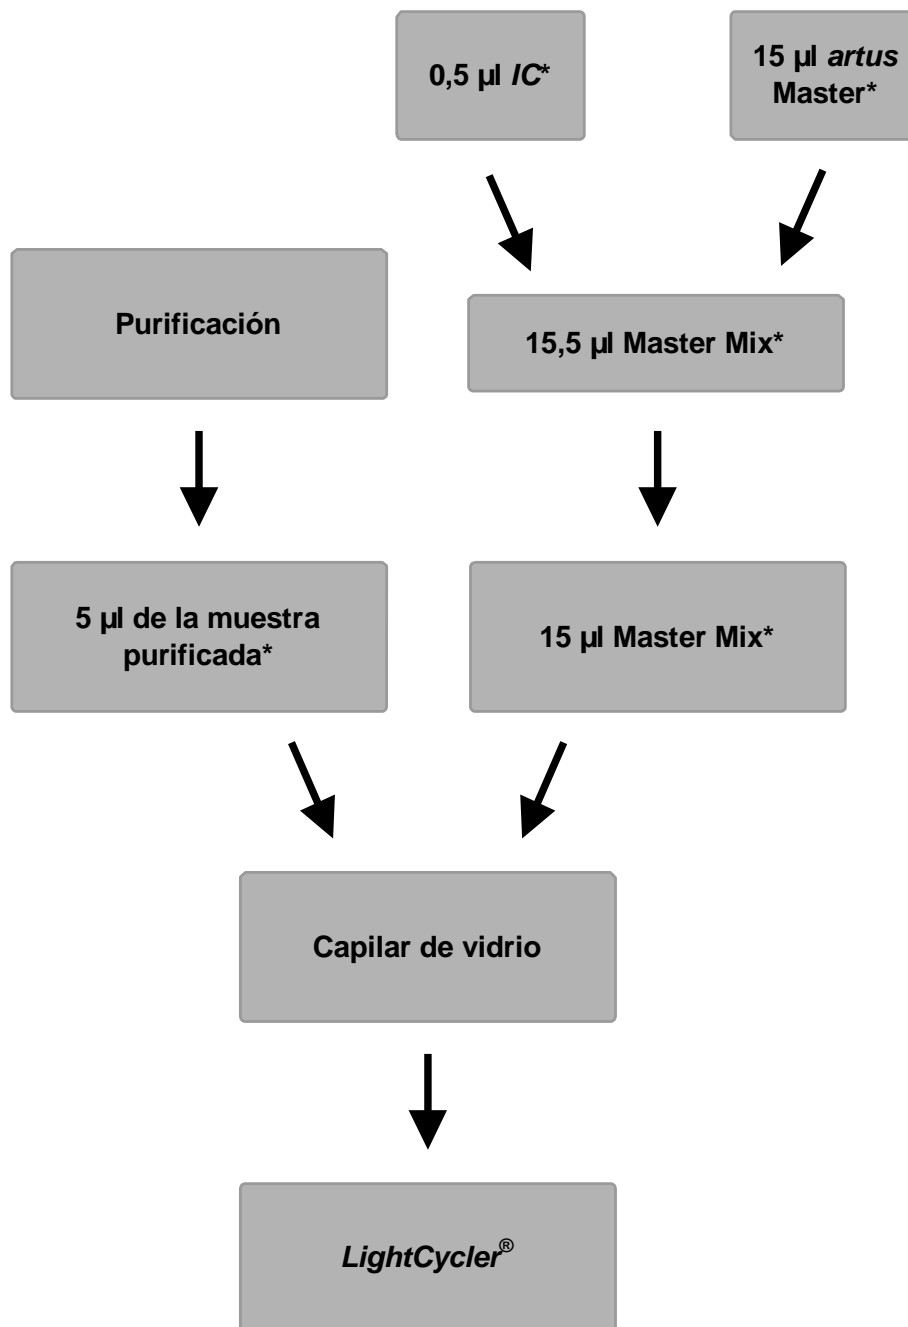 0,5 µl IC*
15 µl artus
Master*
Purificación
15,5 µl Master Mix*
5 µl de la muestra
purificada*
15 µl Master Mix*
Capilar de vidrio
LightCycler®